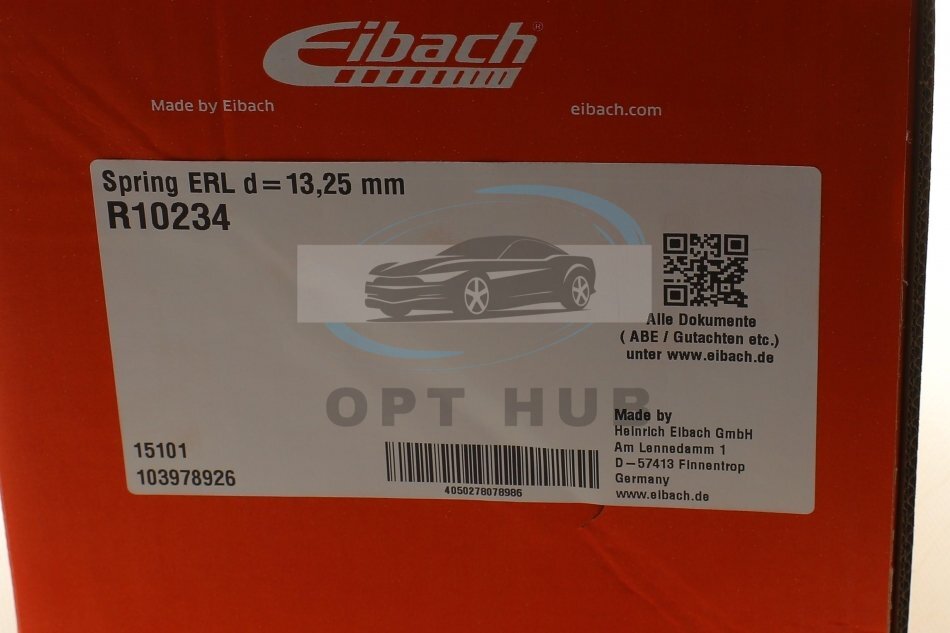 Eibach®
Made by Eibach
eibach.com
Spring ERL d=13,25 mm
R10234
Alle Dokumente
( ABE / Gutachten etc.)
unter www.eibach.de
OPT HUB
Made by
Heinrich Eibach GmbH
Am Lennedamm 1
D-57413 Finnentrop
Germany
www.eibach.de
15101
103978926
4050278078986